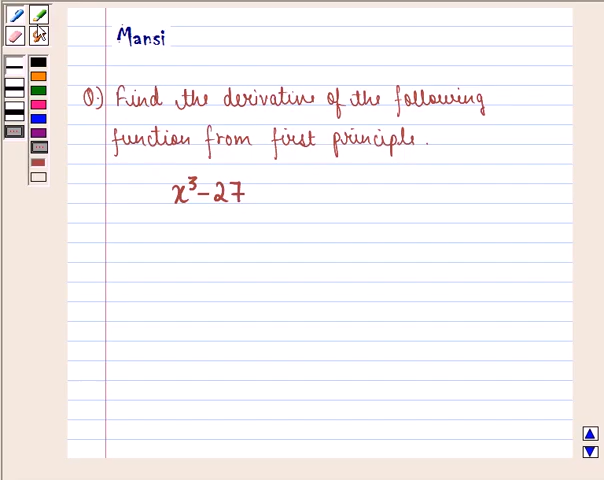 Mansi
Q.) Find the derivative of the following
function from first principle.
x³-27